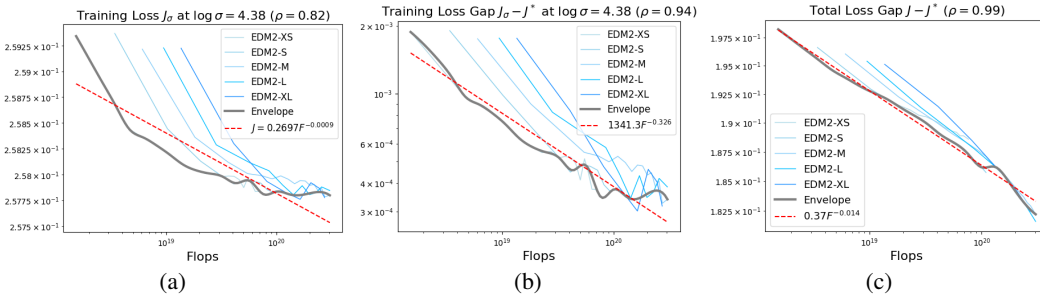 Training Loss Jσ at log σ = 4.38 (ρ = 0.82)
2.5925 × 10⁻¹
2.59 × 10⁻¹
2.5875 × 10⁻¹
2.585 × 10⁻¹
2.5825 × 10⁻¹
2.58 × 10⁻¹
2.5775 × 10⁻¹
2.575 × 10⁻¹
EDM2-XS
EDM2-S
EDM2-M
EDM2-L
EDM2-XL
Envelope
J = 0.2697F⁻⁰·⁰⁰⁰⁹
10¹⁹
10²⁰
Flops
(a)
Training Loss Gap Jσ − J* at log σ = 4.38 (ρ = 0.94)
2 × 10⁻³
10⁻³
6 × 10⁻⁴
4 × 10⁻⁴
3 × 10⁻⁴
EDM2-XS
EDM2-S
EDM2-M
EDM2-L
EDM2-XL
Envelope
1341.3F⁻⁰·³²⁶
10¹⁹
10²⁰
Flops
(b)
Total Loss Gap J − J* (ρ = 0.99)
1.975 × 10⁻¹
1.95 × 10⁻¹
1.925 × 10⁻¹
1.9 × 10⁻¹
1.875 × 10⁻¹
1.85 × 10⁻¹
1.825 × 10⁻¹
EDM2-XS
EDM2-S
EDM2-M
EDM2-L
EDM2-XL
Envelope
0.37F⁻⁰·⁰¹⁴
10¹⁹
10²⁰
Flops
(c)